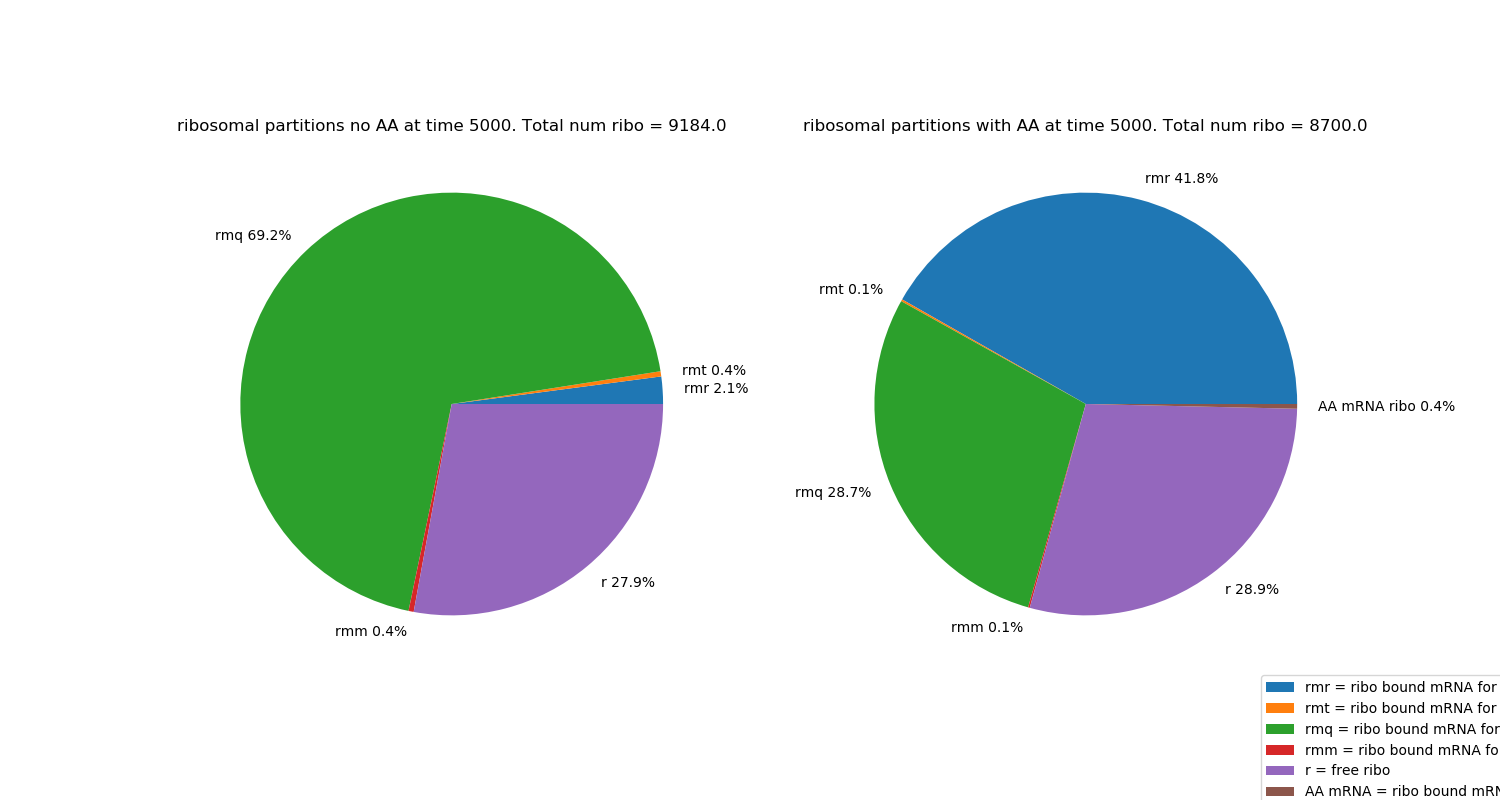 ribosomal partitions no AA at time 5000. Total num ribo = 9184.0
rmq 69.2%
rmt 0.4%
rmr 2.1%
r 27.9%
rmm 0.4%
ribosomal partitions with AA at time 5000. Total num ribo = 8700.0
rmr 41.8%
rmt 0.1%
AA mRNA ribo 0.4%
rmq 28.7%
r 28.9%
rmm 0.1%
rmr = ribo bound mRNA for
rmt = ribo bound mRNA for
rmq = ribo bound mRNA for
rmm = ribo bound mRNA fo
r = free ribo
AA mRNA = ribo bound